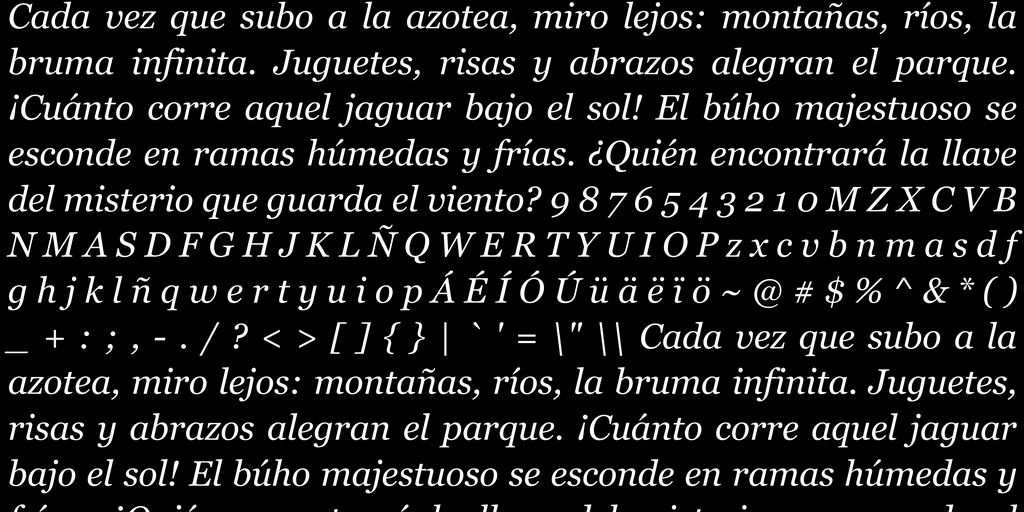 Cada vez que subo a la azotea, miro lejos: montañas, ríos, la
bruma infinita. Juguetes, risas y abrazos alegran el parque.
¡Cuánto corre aquel jaguar bajo el sol! El búho majestuoso se
esconde en ramas húmedas y frías. ¿Quién encontrará la llave
del misterio que guarda el viento? 9 8 7 6 5 4 3 2 1 0 M Z X C V B
N M A S D F G H J K L Ñ Q W E R T Y U I O P z x c v b n m a s d f
g h j k l ñ q w e r t y u i o p Á É Í Ó Ú ü ä ë ï ö ~ @ # $ % ^ & * ( )
_ + : ; , - . / ? < > [ ] { } | ` ' = \" \\ Cada vez que subo a la
azotea, miro lejos: montañas, ríos, la bruma infinita. Juguetes,
risas y abrazos alegran el parque. ¡Cuánto corre aquel jaguar
bajo el sol! El búho majestuoso se esconde en ramas húmedas y